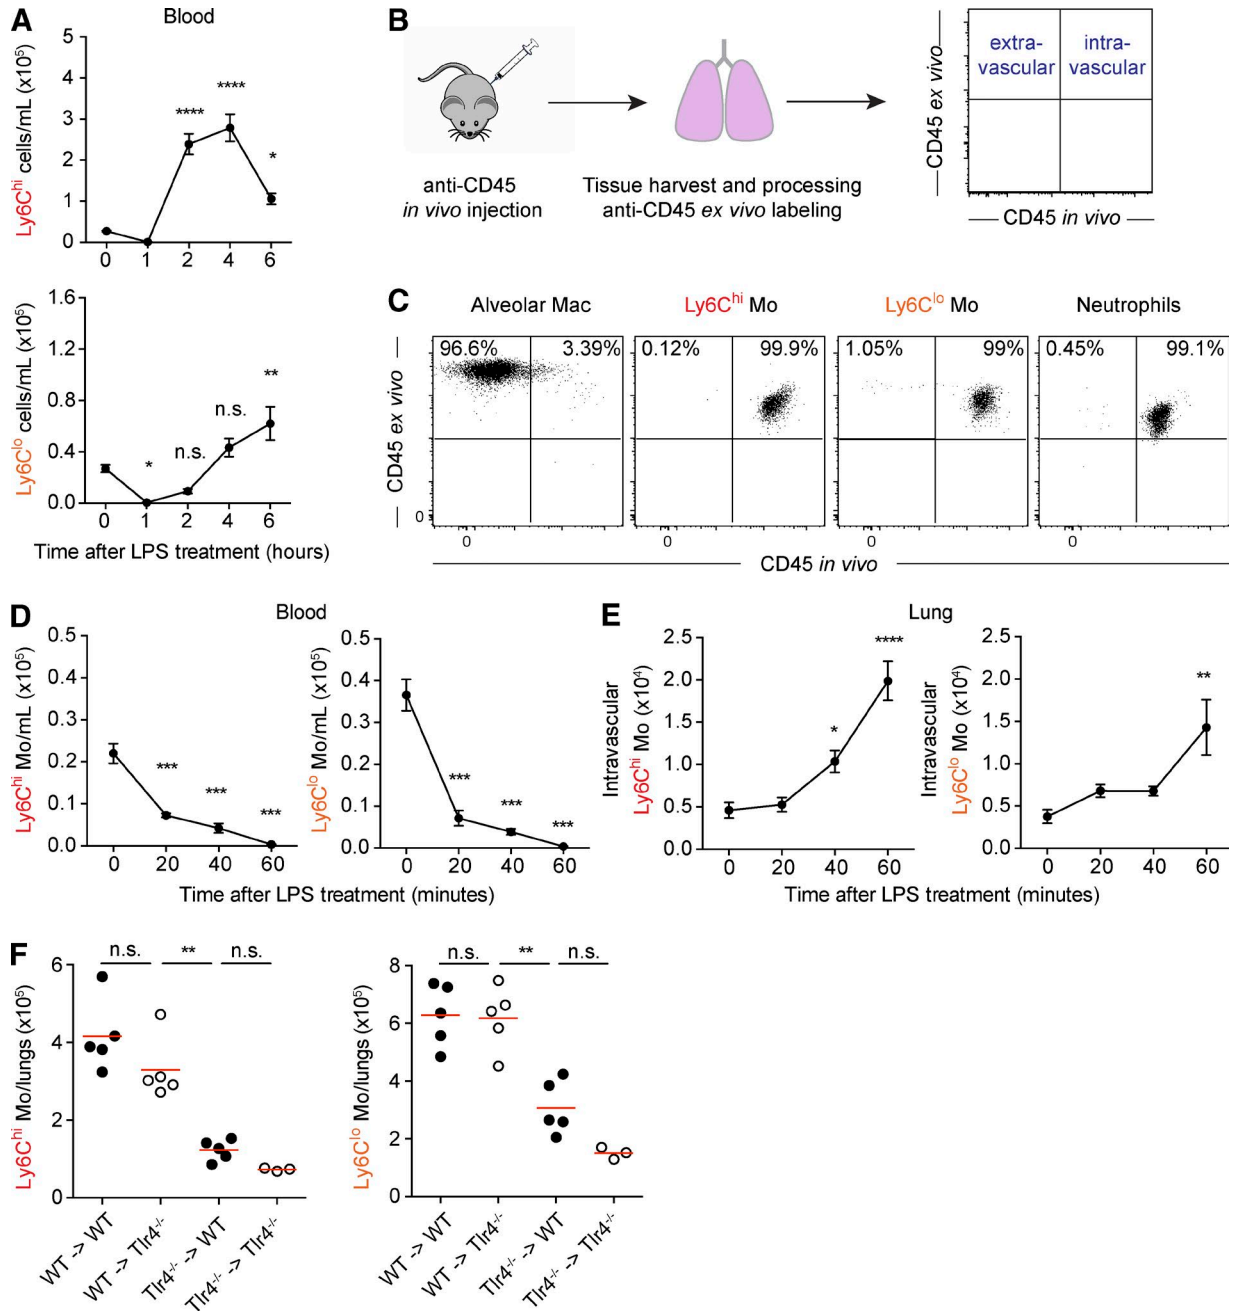 A
Blood
Ly6Chi cells/mL (x10⁵)
5
4
3
2
1
0
****
****
*
0 1 2 4 6
Ly6Clo cells/mL (x10⁵)
1.6
1.2
0.8
0.4
0.0
*
n.s.
n.s.
**
0 1 2 4 6
Time after LPS treatment (hours)
B
anti-CD45
in vivo injection
Tissue harvest and processing
anti-CD45 ex vivo labeling
CD45 ex vivo
extra-
vascular
intra-
vascular
CD45 in vivo
C
Alveolar Mac
Ly6Chi Mo
Ly6Clo Mo
Neutrophils
CD45 ex vivo
96.6% 3.39%
0.12% 99.9%
1.05% 99%
0.45% 99.1%
0
0 0 0 0
CD45 in vivo
D
Blood
Ly6Chi Mo/mL (x10⁵)
0.5
0.4
0.3
0.2
0.1
0.0
***
***
***
0 20 40 60
Ly6Clo Mo/mL (x10⁵)
0.5
0.4
0.3
0.2
0.1
0.0
***
***
***
0 20 40 60
Time after LPS treatment (minutes)
E
Lung
Intravascular
Ly6Chi Mo (x10⁴)
2.5
2.0
1.5
1.0
0.5
0.0
*
****
0 20 40 60
Intravascular
Ly6Clo Mo (x10⁴)
2.5
2.0
1.5
1.0
0.5
0.0
**
0 20 40 60
Time after LPS treatment (minutes)
F
Ly6Chi Mo/lungs (x10⁵)
n.s. ** n.s.
6
4
2
0
WT -> WT
WT -> Tlr4-/-
Tlr4-/- -> WT
Tlr4-/- -> Tlr4-/-
Ly6Clo Mo/lungs (x10⁵)
n.s. ** n.s.
8
6
4
2
0
WT -> WT
WT -> Tlr4-/-
Tlr4-/- -> WT
Tlr4-/- -> Tlr4-/-